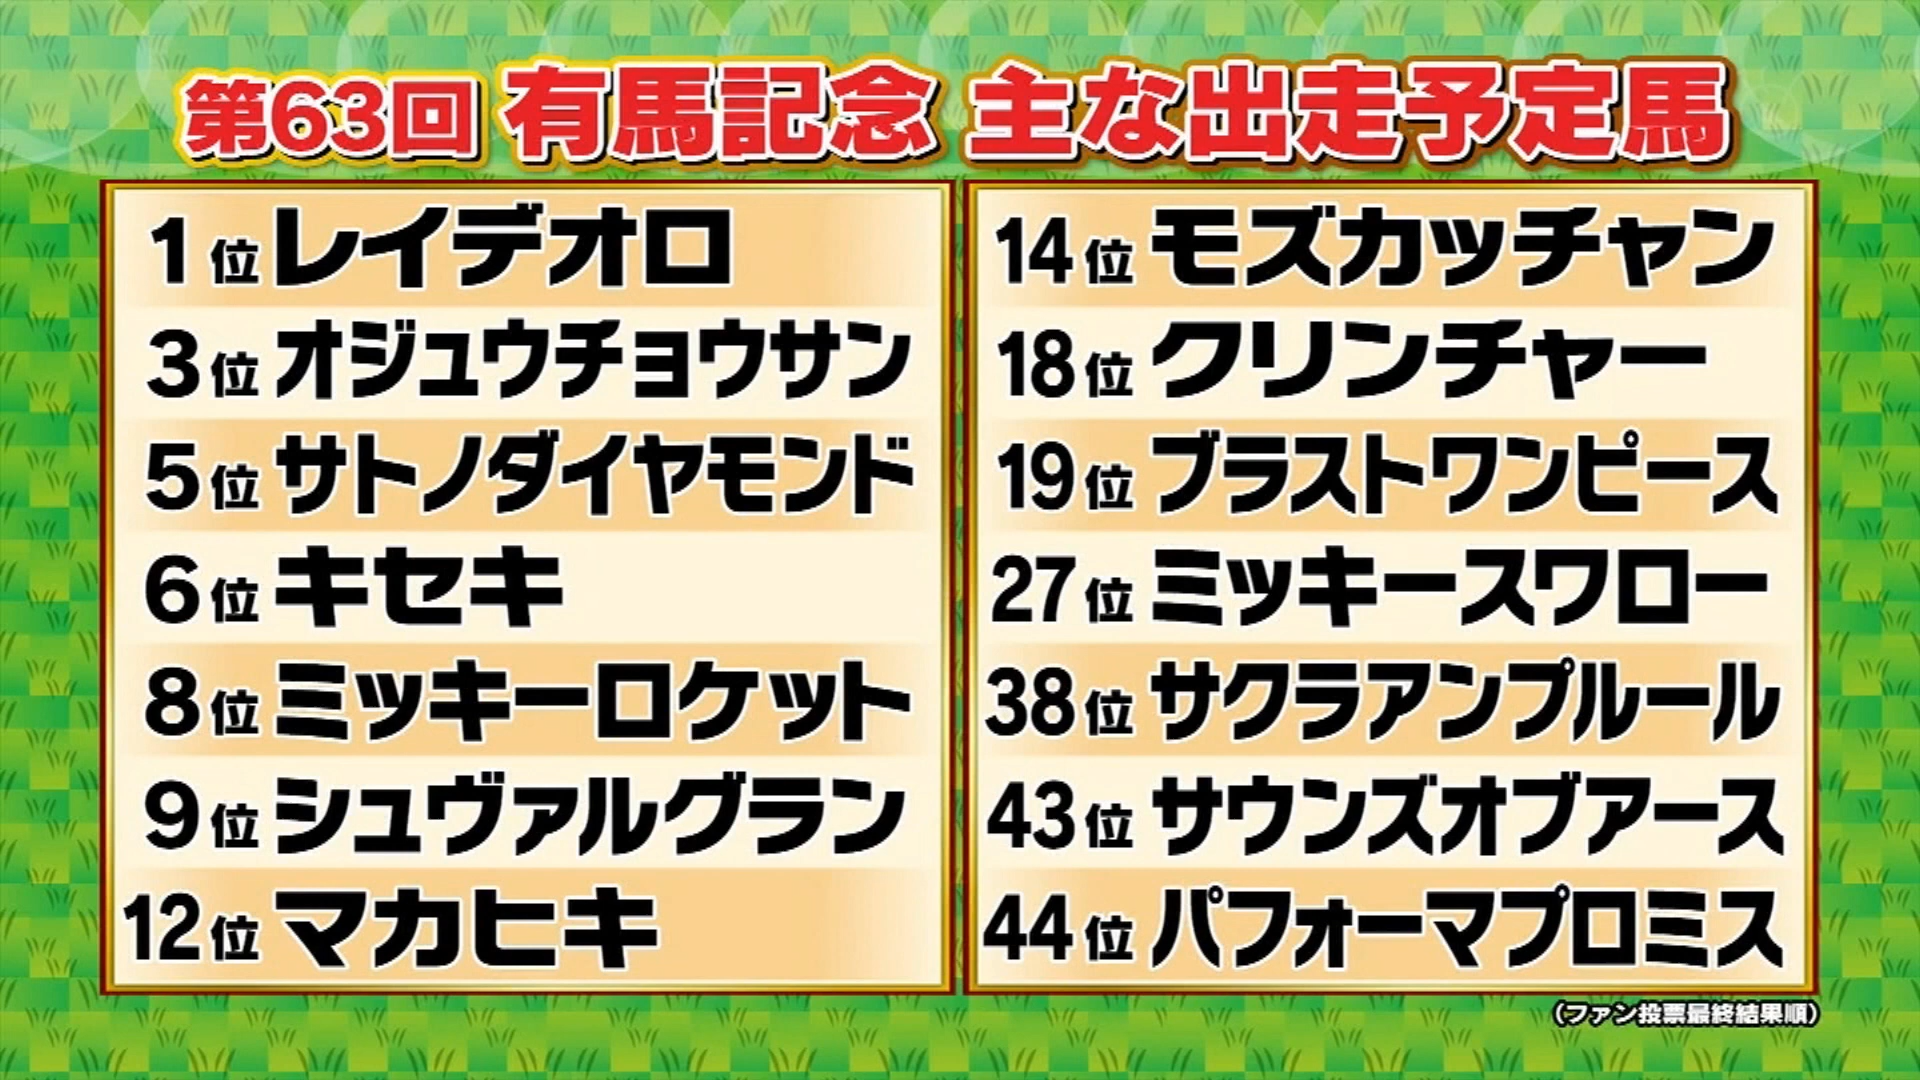 第63回 有馬記念 主な出走予定馬
1位 レイデオロ
3位 オジュウチョウサン
5位 サトノダイヤモンド
6位 キセキ
8位 ミッキーロケット
9位 シュヴァルグラン
12位 マカヒキ
14位 モズカッチャン
18位 クリンチャー
19位 ブラストワンピース
27位 ミッキースワロー
38位 サクラアンプルール
43位 サウンズオブアース
44位 パフォーマプロミス
(ファン投票最終結果順)